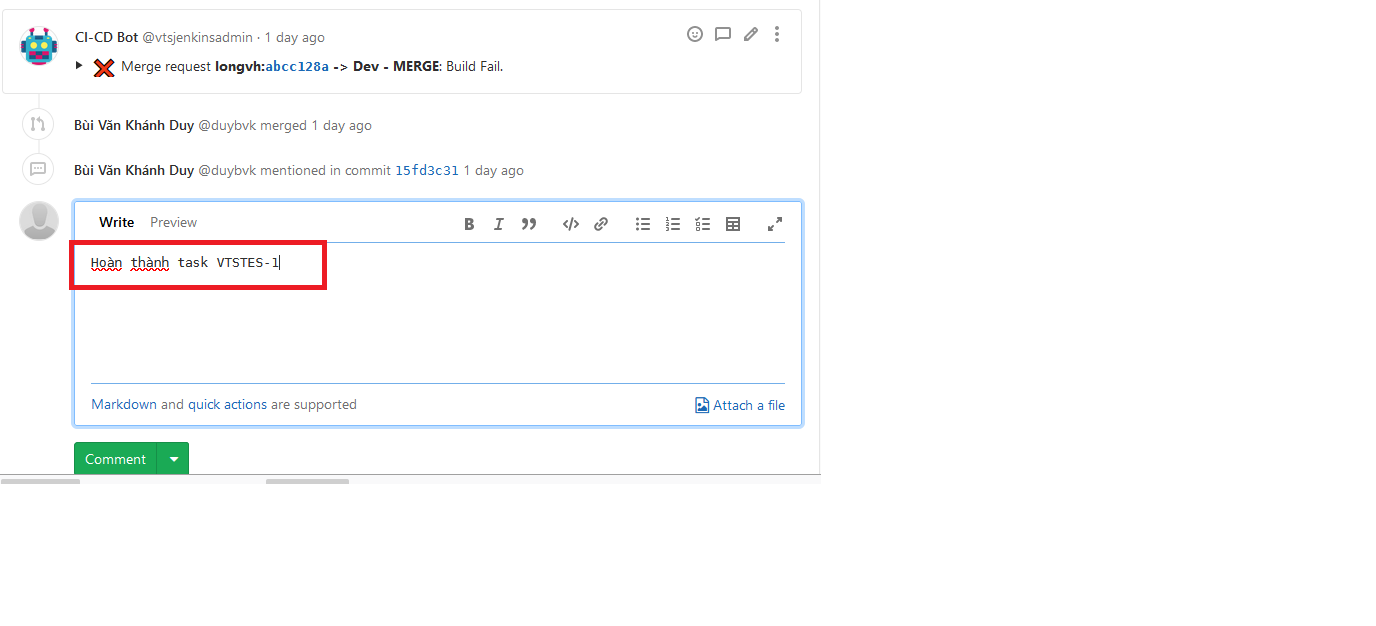 CI-CD Bot @vtsjenkinsadmin · 1 day ago
Merge request longvh:abcc128a -> Dev - MERGE: Build Fail.
Bùi Văn Khánh Duy @duybvk merged 1 day ago
Bùi Văn Khánh Duy @duybvk mentioned in commit 15fd3c31 1 day ago
Write Preview
Hoàn thành task VTSTES-1
Markdown and quick actions are supported
Attach a file
Comment